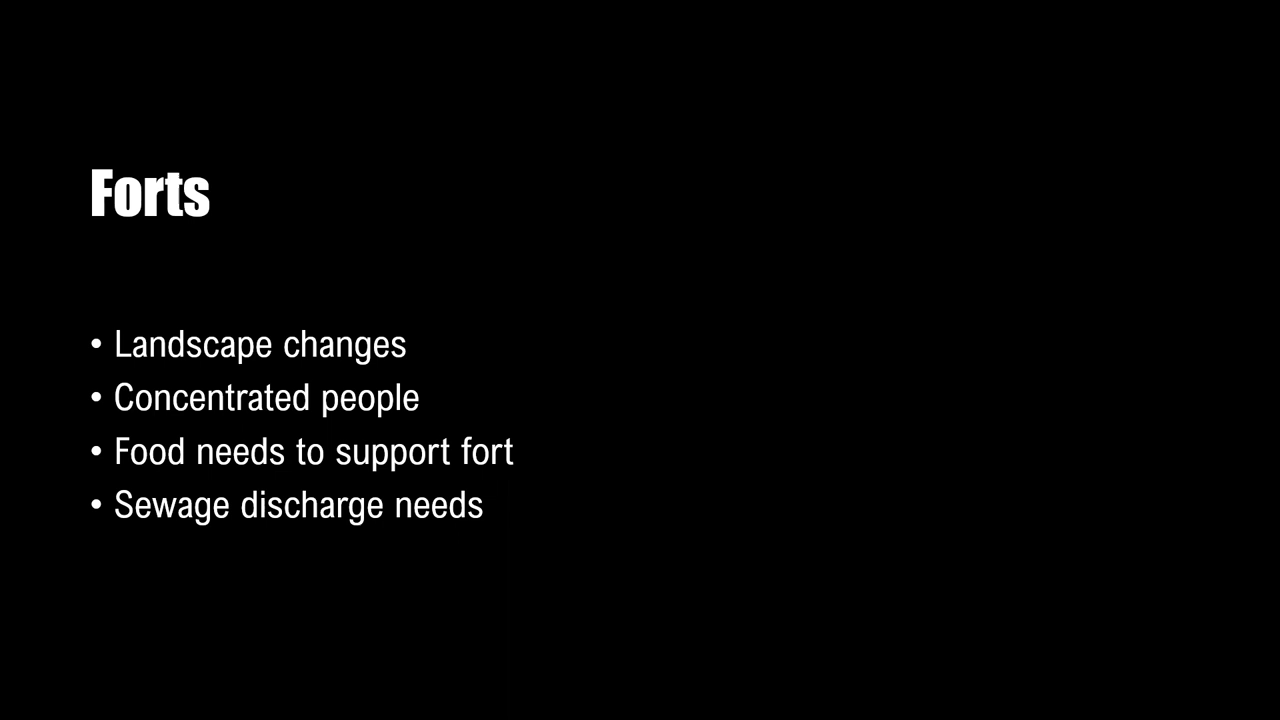 Forts
• Landscape changes
• Concentrated people
• Food needs to support fort
• Sewage discharge needs